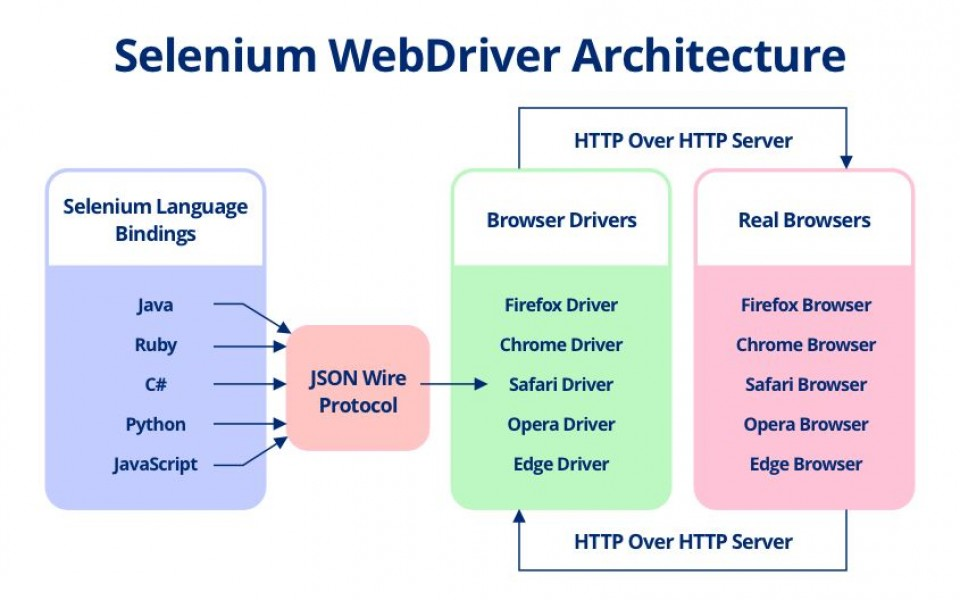 Selenium WebDriver Architecture
HTTP Over HTTP Server
Selenium Language
Bindings
Java
Ruby
C#
Python
JavaScript
JSON Wire
Protocol
Browser Drivers
Firefox Driver
Chrome Driver
Safari Driver
Opera Driver
Edge Driver
Real Browsers
Firefox Browser
Chrome Browser
Safari Browser
Opera Browser
Edge Browser
HTTP Over HTTP Server